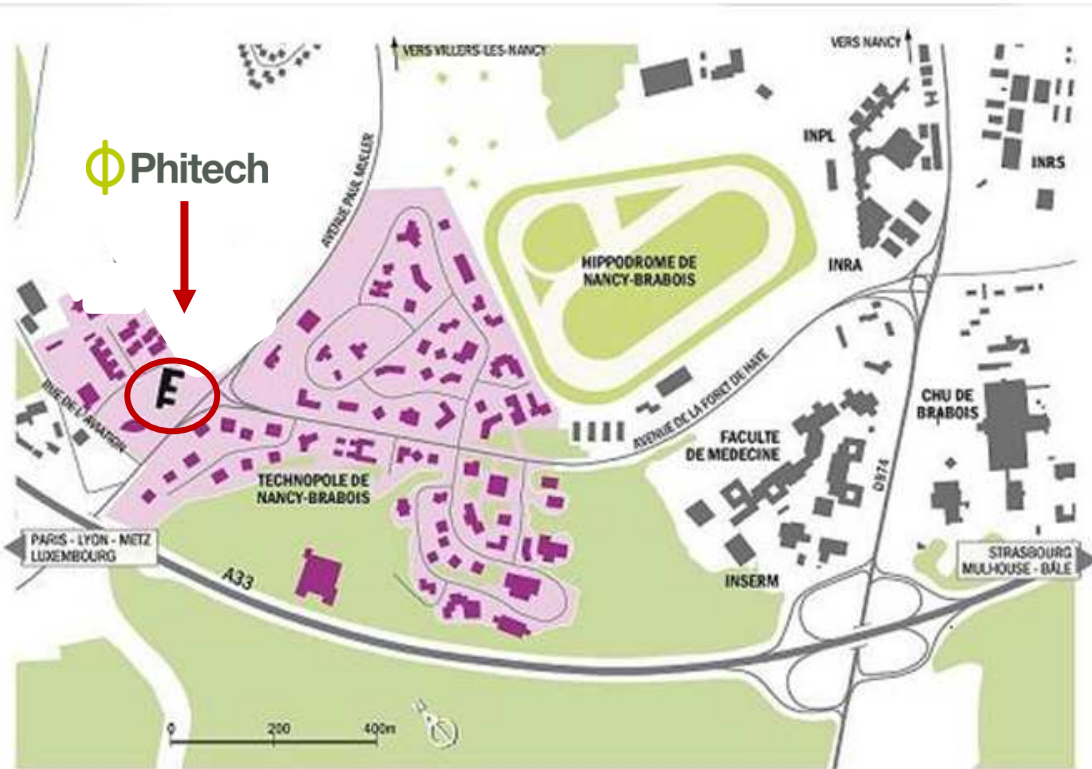 VERS VILLERS-LES-NANCY
VERS NANCY
Phitech
AVENUE PAUL MULLER
INPL
INRS
HIPPODROME DE
NANCY-BRABOIS
INRA
RUE DE L'AVIATION
AVENUE DE LA FORET DE HAYE
CHU DE
BRABOIS
FACULTE
DE MEDECINE
TECHNOPOLE DE
NANCY-BRABOIS
D974
PARIS - LYON - METZ
LUXEMBOURG
A33
INSERM
STRASBOURG
MULHOUSE - BÂLE
0 200 400m